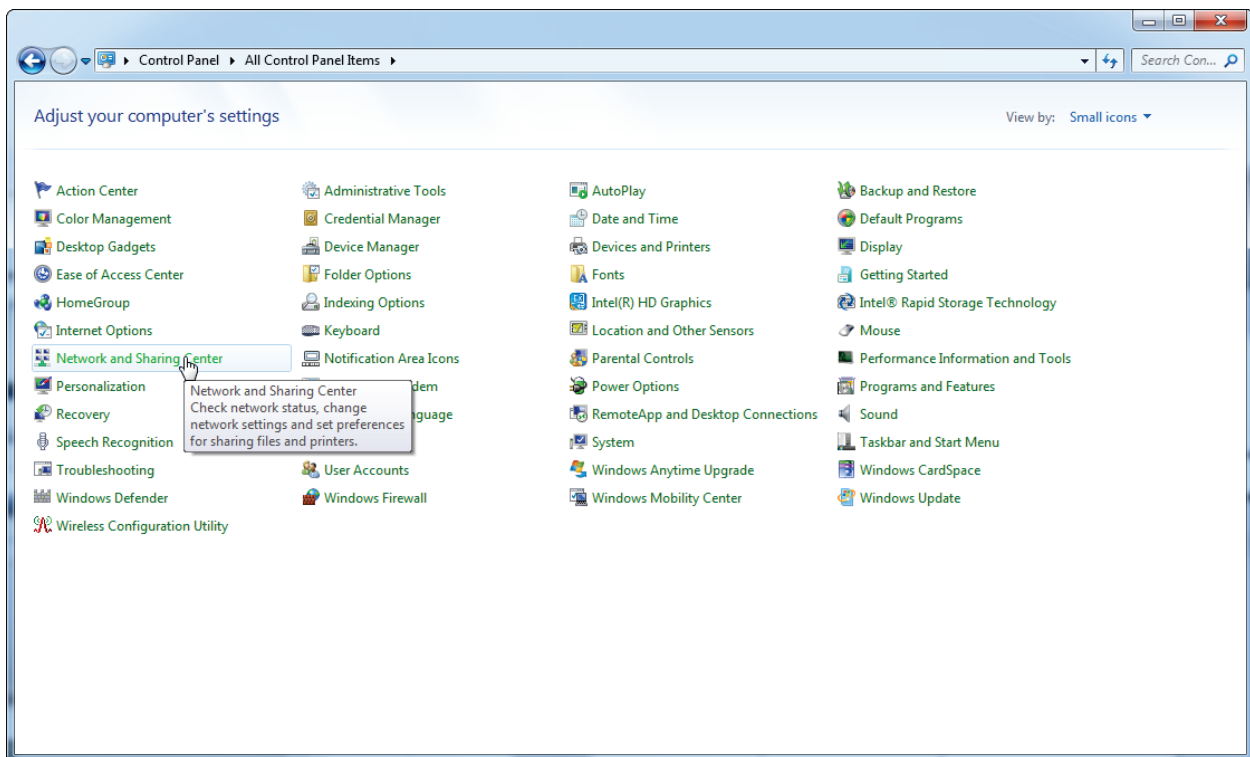 Control Panel All Control Panel Items Search Con...
Adjust your computer's settings View by: Small icons
Action Center Administrative Tools AutoPlay Backup and Restore
Color Management Credential Manager Date and Time Default Programs
Desktop Gadgets Device Manager Devices and Printers Display
Ease of Access Center Folder Options Fonts Getting Started
HomeGroup Indexing Options Intel(R) HD Graphics Intel® Rapid Storage Technology
Internet Options Keyboard Location and Other Sensors Mouse
Network and Sharing Center Notification Area Icons Parental Controls Performance Information and Tools
Personalization Power Options Programs and Features
Network and Sharing Center
Check network status, change
network settings and set preferences
for sharing files and printers.
Recovery RemoteApp and Desktop Connections Sound
Speech Recognition System Taskbar and Start Menu
Troubleshooting User Accounts Windows Anytime Upgrade Windows CardSpace
Windows Defender Windows Firewall Windows Mobility Center Windows Update
Wireless Configuration Utility